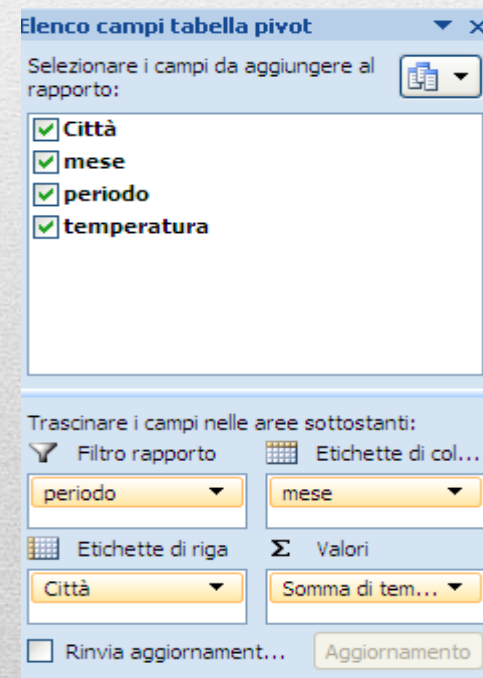 Elenco campi tabella pivot
Selezionare i campi da aggiungere al
rapporto:
Città
mese
periodo
temperatura
Trascinare i campi nelle aree sottostanti:
Filtro rapporto
Etichette di col...
periodo
mese
Etichette di riga
Σ Valori
Città
Somma di tem...
Rinvia aggiornament...
Aggiornamento